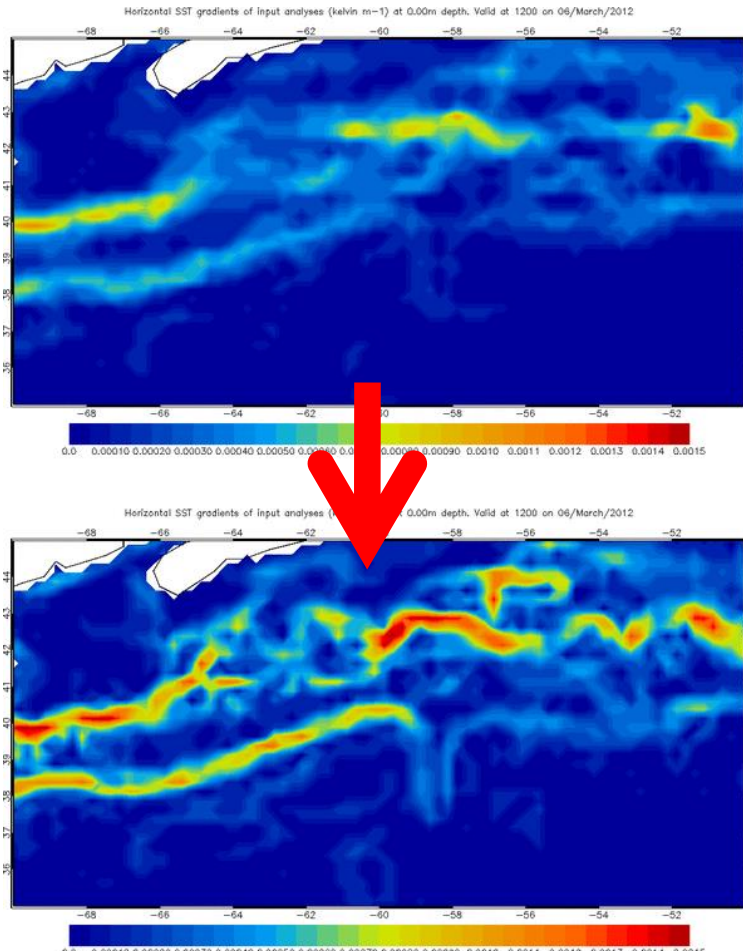 Horizontal SST gradients of input analyses (kelvin m−1) at 0.00m depth. Valid at 1200 on 06/March/2012
−68 −66 −64 −62 −60 −58 −56 −54 −52
44
43
42
41
40
39
38
37
36
−68 −66 −64 −62 −60 −58 −56 −54 −52
0.0 0.00010 0.00020 0.00030 0.00040 0.00050 0.00090 0.0010 0.0011 0.0012 0.0013 0.0014 0.0015
Horizontal SST gradients of input analyses 0.00m depth. Valid at 1200 on 06/March/2012
−68 −66 −64 −62 −60 −58 −56 −54 −52
44
43
42
41
40
39
38
37
36
−68 −66 −64 −62 −60 −58 −56 −54 −52